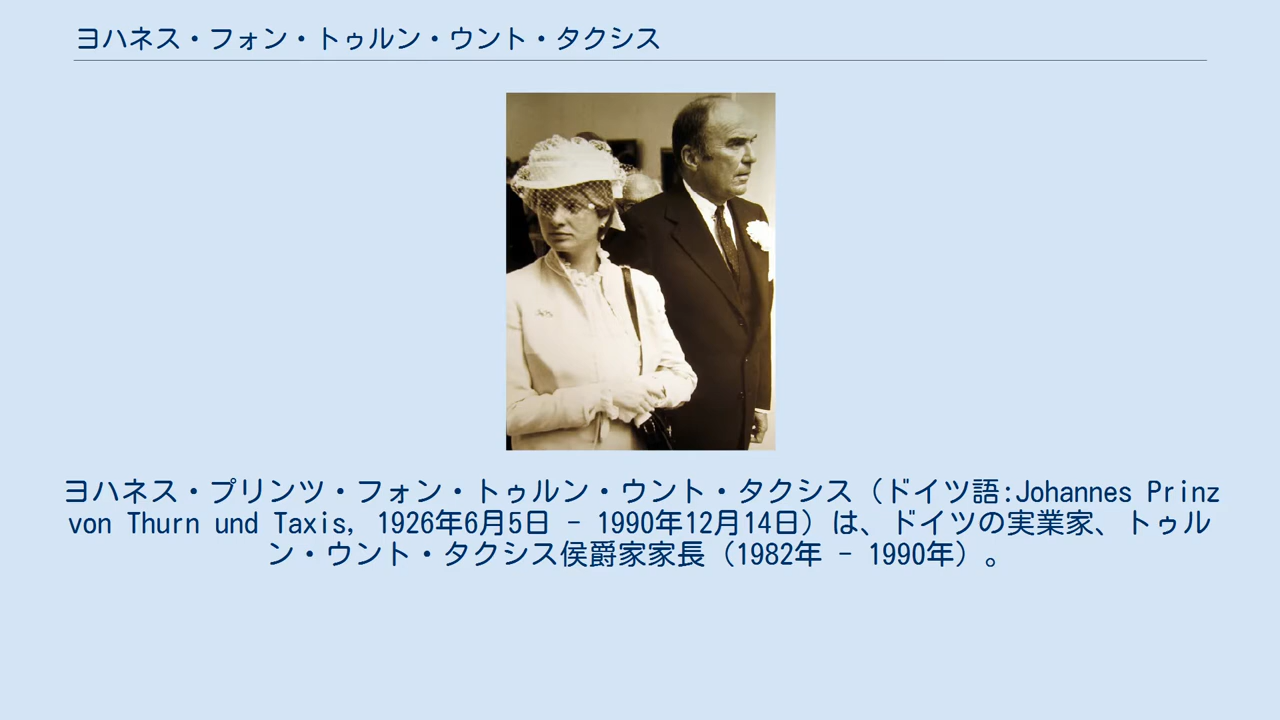 ヨハネス・フォン・トゥルン・ウント・タクシス
ヨハネス・プリンツ・フォン・トゥルン・ウント・タクシス（ドイツ語:Johannes Prinz
von Thurn und Taxis, 1926年6月5日 – 1990年12月14日）は、ドイツの実業家、トゥル
ン・ウント・タクシス侯爵家家長（1982年 – 1990年）。